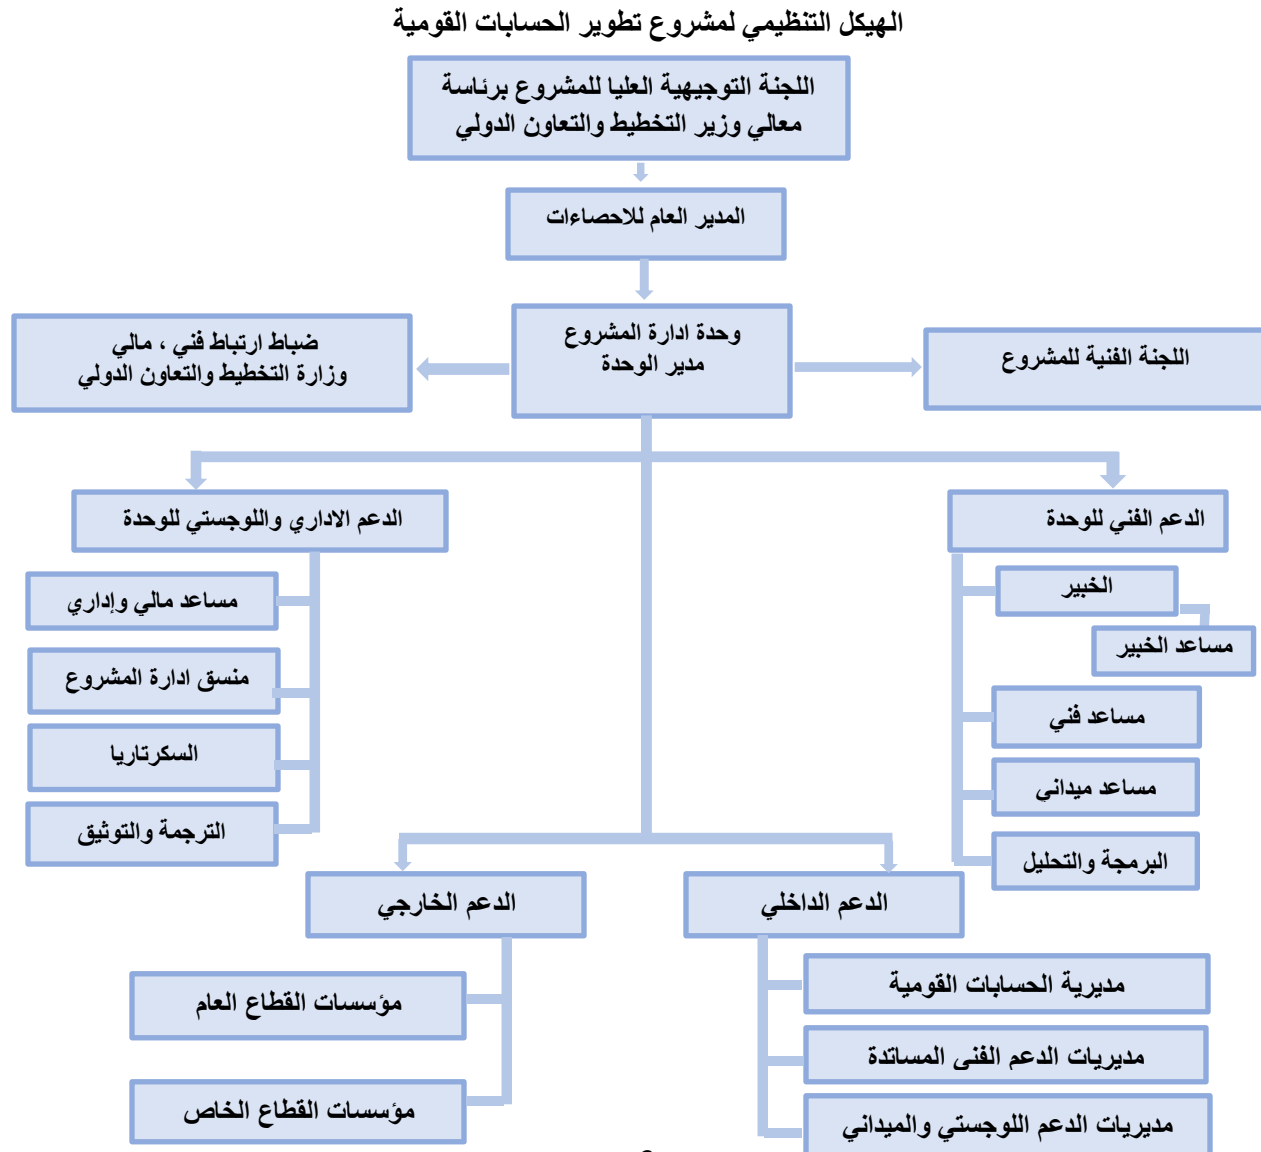 الهيكل التنظيمي لمشروع تطوير الحسابات القومية
اللجنة التوجيهية العليا للمشروع برئاسة
معالي وزير التخطيط والتعاون الدولي
المدير العام للاحصاءات
وحدة ادارة المشروع
مدير الوحدة
اللجنة الفنية للمشروع
ضباط ارتباط فني ، مالي
وزارة التخطيط والتعاون الدولي
الدعم الفني للوحدة
الخبير
مساعد الخبير
مساعد فني
مساعد ميداني
البرمجة والتحليل
الدعم الاداري واللوجستي للوحدة
مساعد مالي وإداري
منسق ادارة المشروع
السكرتاريا
الترجمة والتوثيق
الدعم الداخلي
مديرية الحسابات القومية
مديريات الدعم الفني المساندة
مديريات الدعم اللوجستي والميداني
الدعم الخارجي
مؤسسات القطاع العام
مؤسسات القطاع الخاص